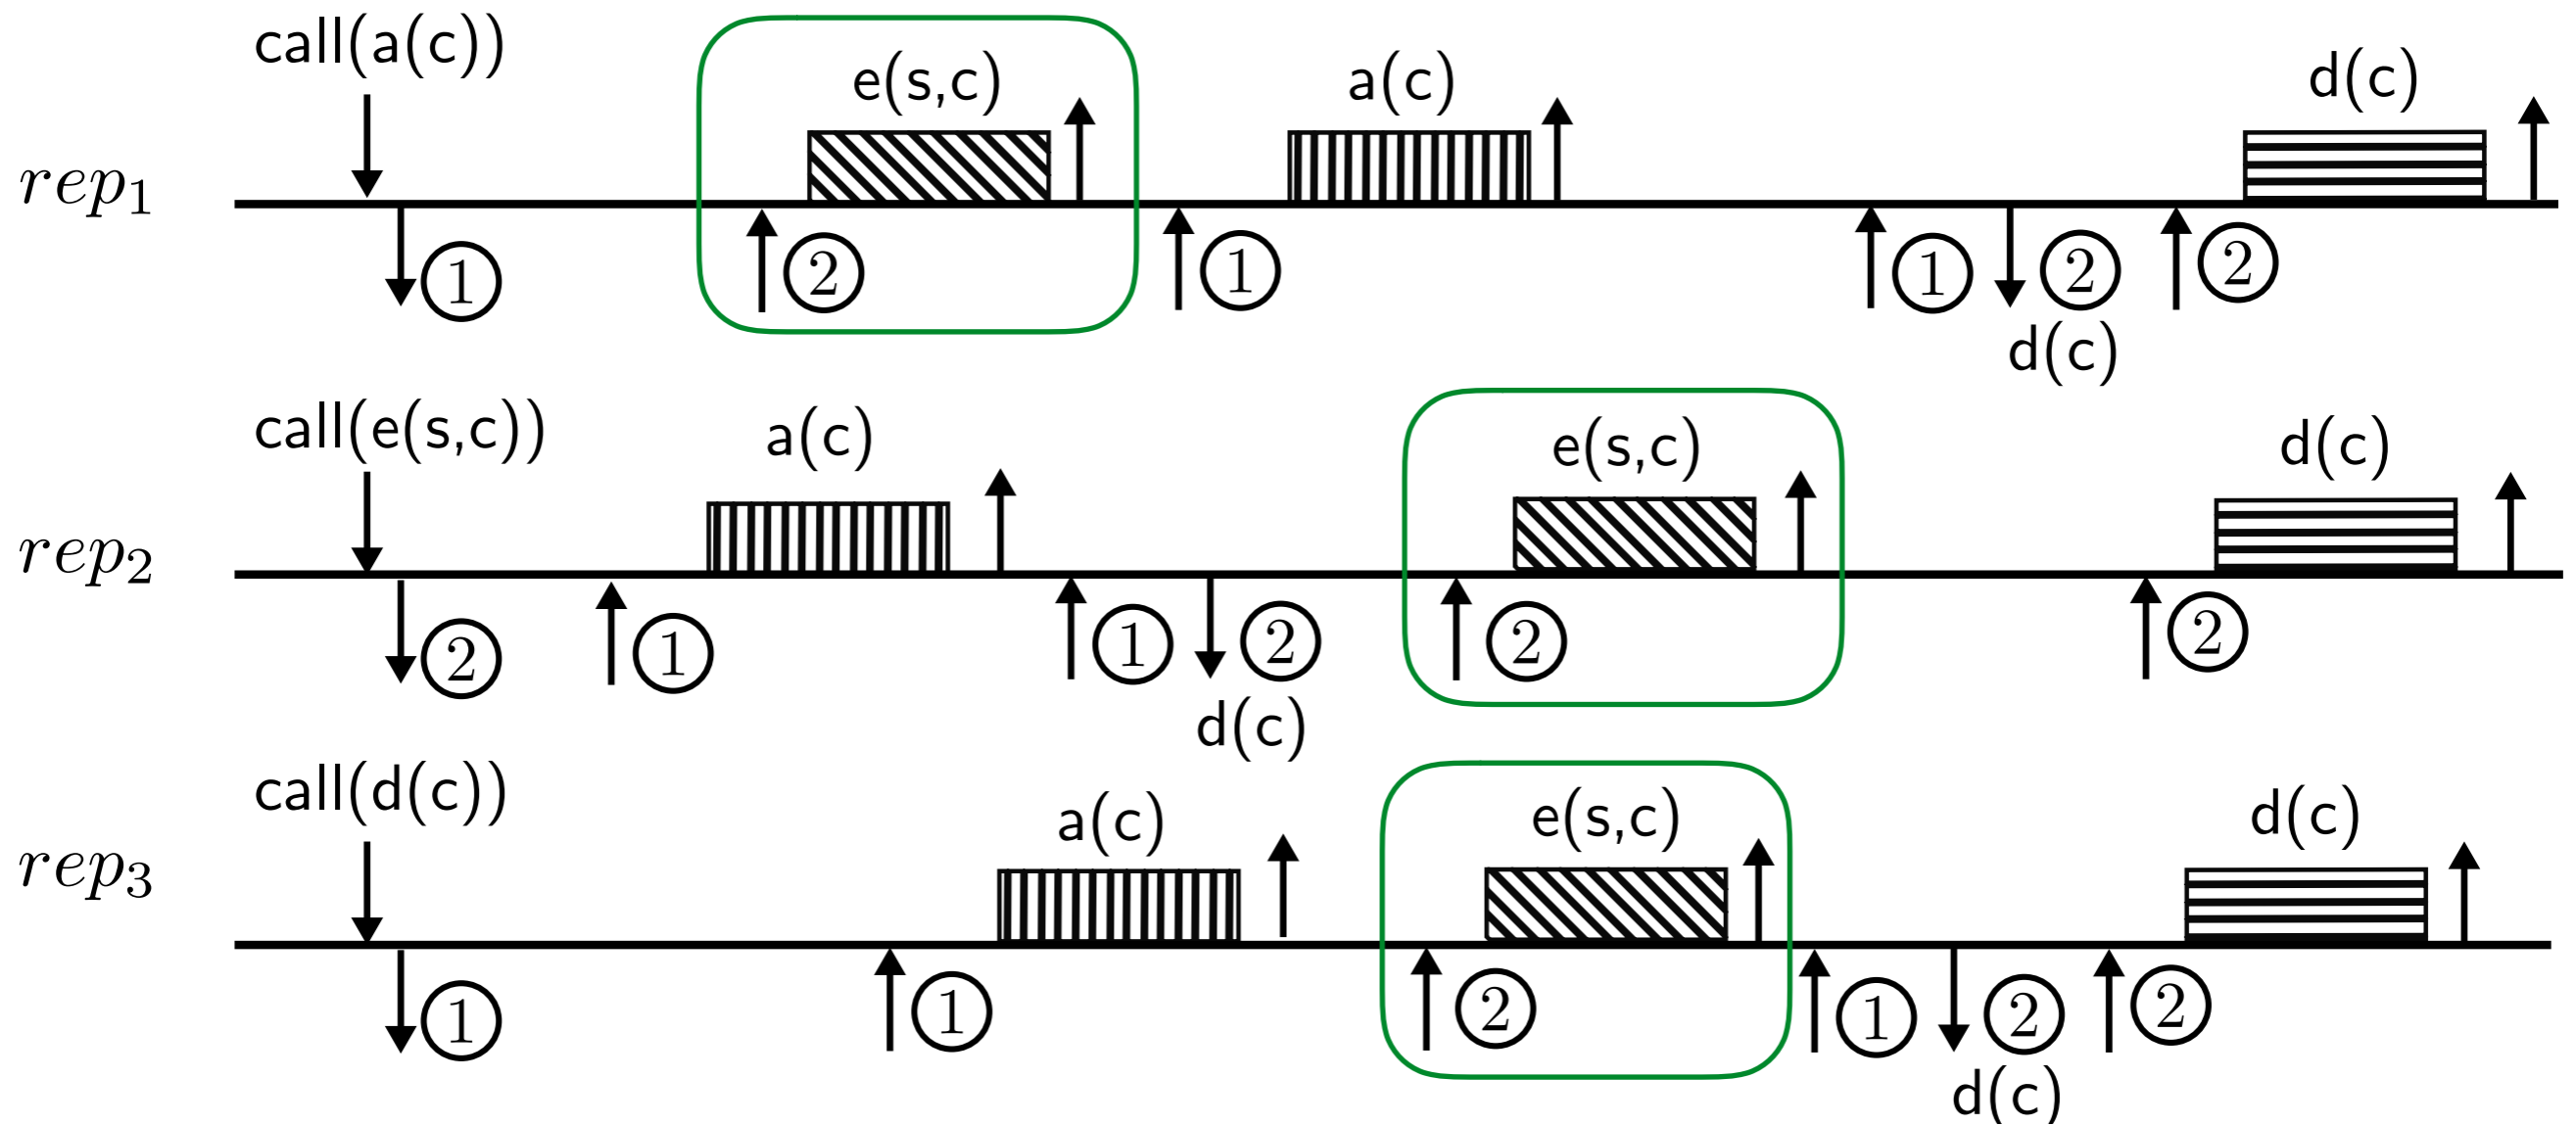 call(a(c))
e(s,c)
a(c)
d(c)
rep1
1
2
1
1
2
2
d(c)
call(e(s,c))
a(c)
e(s,c)
d(c)
rep2
2
1
1
2
2
2
d(c)
call(d(c))
a(c)
e(s,c)
d(c)
rep3
1
1
2
1
2
2
d(c)